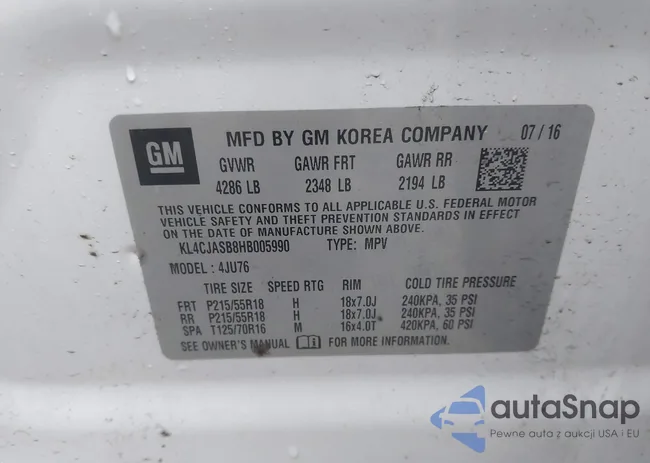 GM
MFD BY GM KOREA COMPANY 07/16
GVWR GAWR FRT GAWR RR
4286 LB 2348 LB 2194 LB
THIS VEHICLE CONFORMS TO ALL APPLICABLE U.S. FEDERAL MOTOR
VEHICLE SAFETY AND THEFT PREVENTION STANDARDS IN EFFECT
ON THE DATE OF MANUFACTURE SHOWN ABOVE.
KL4CJASB8HB005990 TYPE: MPV
MODEL: 4JU76
TIRE SIZE SPEED RTG RIM COLD TIRE PRESSURE
FRT P215/55R18 H 18x7.0J 240KPA, 35 PSI
RR P215/55R18 H 18x7.0J 240KPA, 35 PSI
SPA T125/70R16 M 16x4.0T 420KPA, 60 PSI
SEE OWNER'S MANUAL FOR MORE INFORMATION.
autaSnap
Pewne auta z aukcji USA i EU